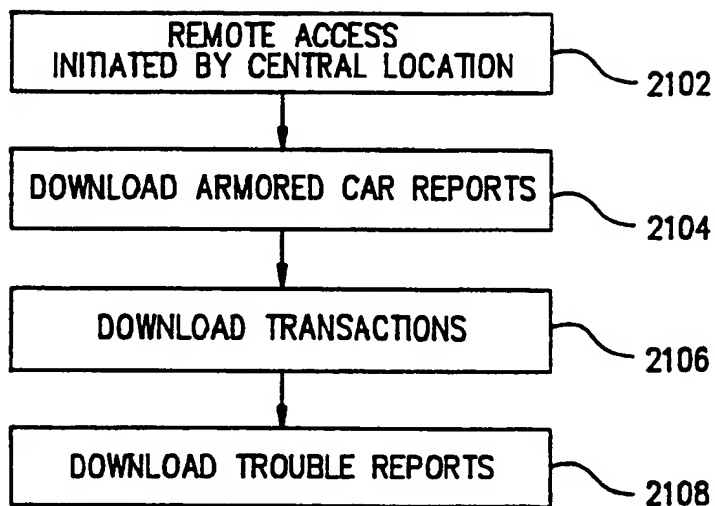 REMOTE ACCESS
INITIATED BY CENTRAL LOCATION
2102
DOWNLOAD ARMORED CAR REPORTS
2104
DOWNLOAD TRANSACTIONS
2106
DOWNLOAD TROUBLE REPORTS
2108